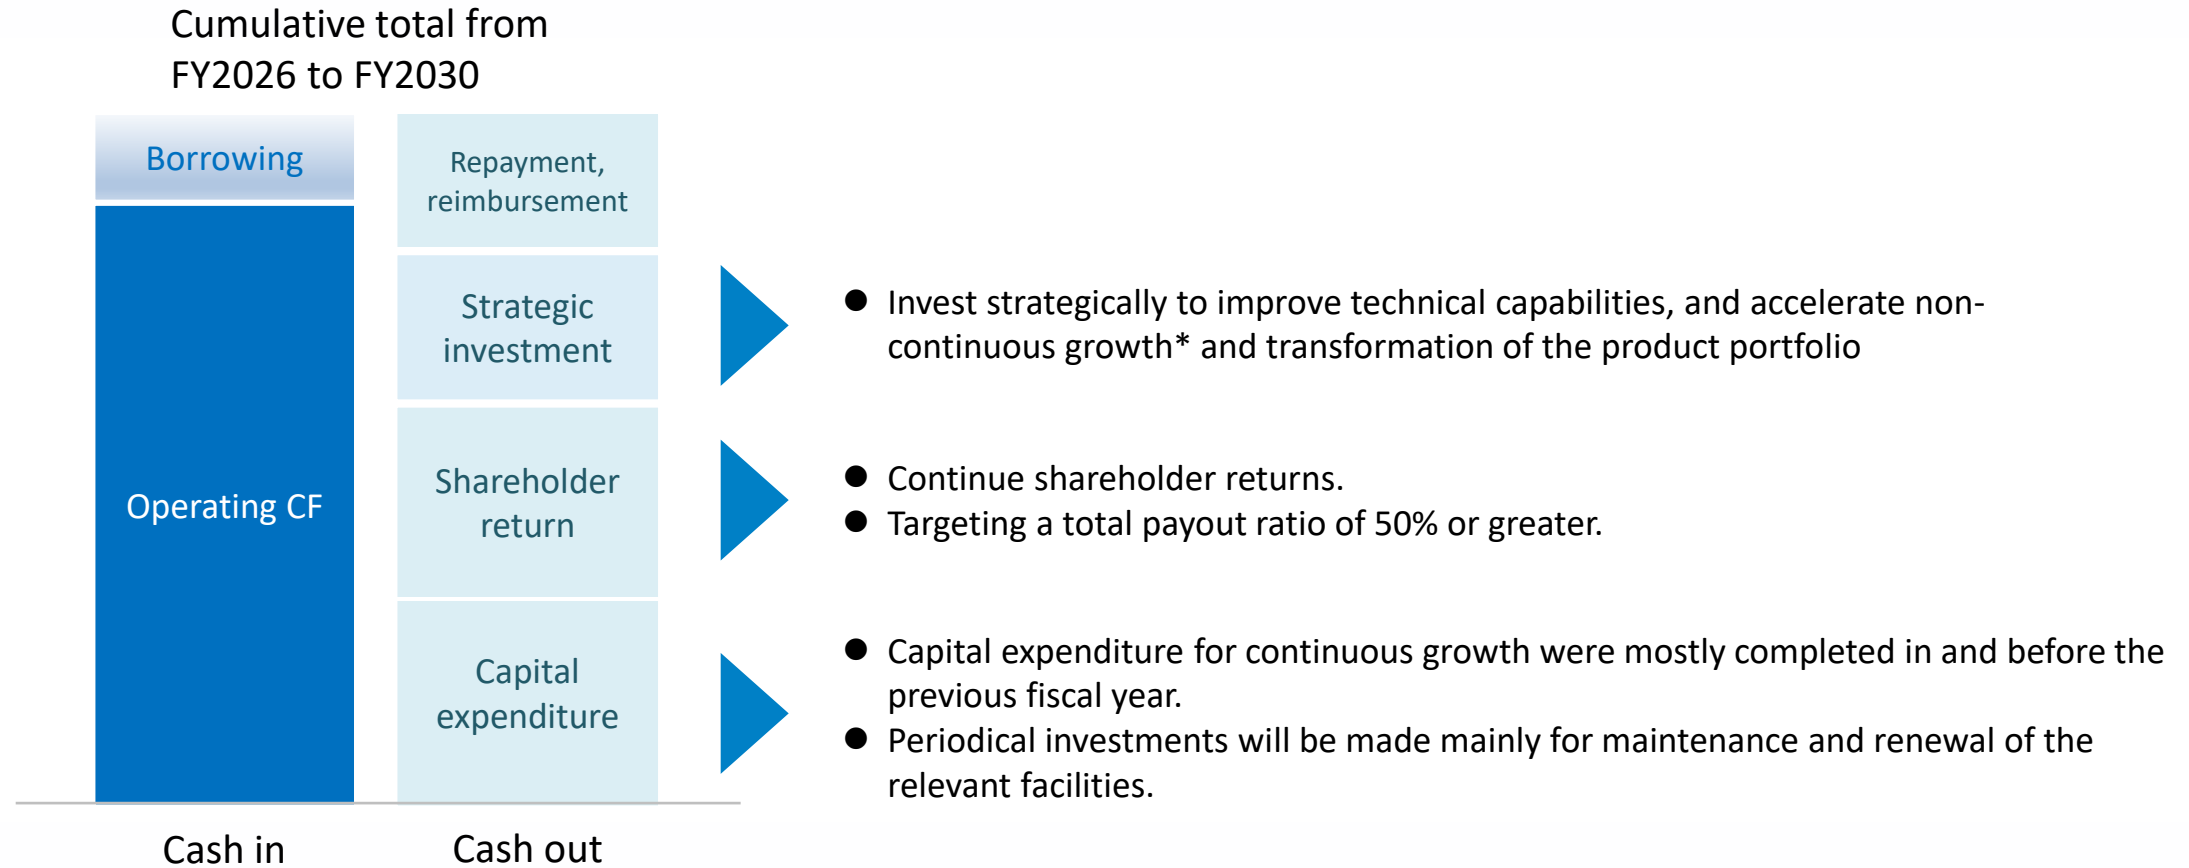 Cumulative total from
FY2026 to FY2030
Borrowing
Operating CF
Cash in
Repayment,
reimbursement
Strategic
investment
Shareholder
return
Capital
expenditure
Cash out
● Invest strategically to improve technical capabilities, and accelerate non-
continuous growth* and transformation of the product portfolio
● Continue shareholder returns.
● Targeting a total payout ratio of 50% or greater.
● Capital expenditure for continuous growth were mostly completed in and before the
previous fiscal year.
● Periodical investments will be made mainly for maintenance and renewal of the
relevant facilities.